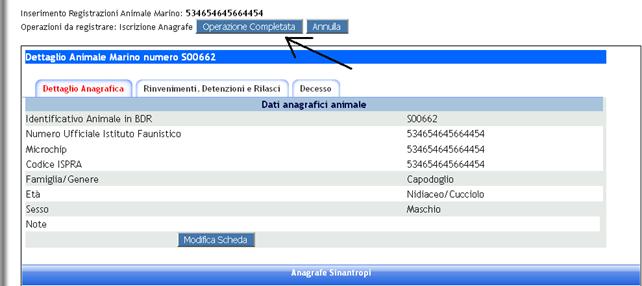 Inserimento Registrazioni Animale Marino: 534654645664454
Operazioni da registrare: Iscrizione Anagrafe Operazione Completata Annulla
Dettaglio Animale Marino numero S00662
Dettaglio Anagrafica Rinvenimenti, Detenzioni e Rilasci Decesso
Dati anagrafici animale
Identificativo Animale in BDR S00662
Numero Ufficiale Istituto Faunistico 534654645664454
Microchip 534654645664454
Codice ISPRA 534654645664454
Famiglia/Genere Capodoglio
Età Nidiaceo/Cucciolo
Sesso Maschio
Note
Modifica Scheda
Anagrafe Sinantropi